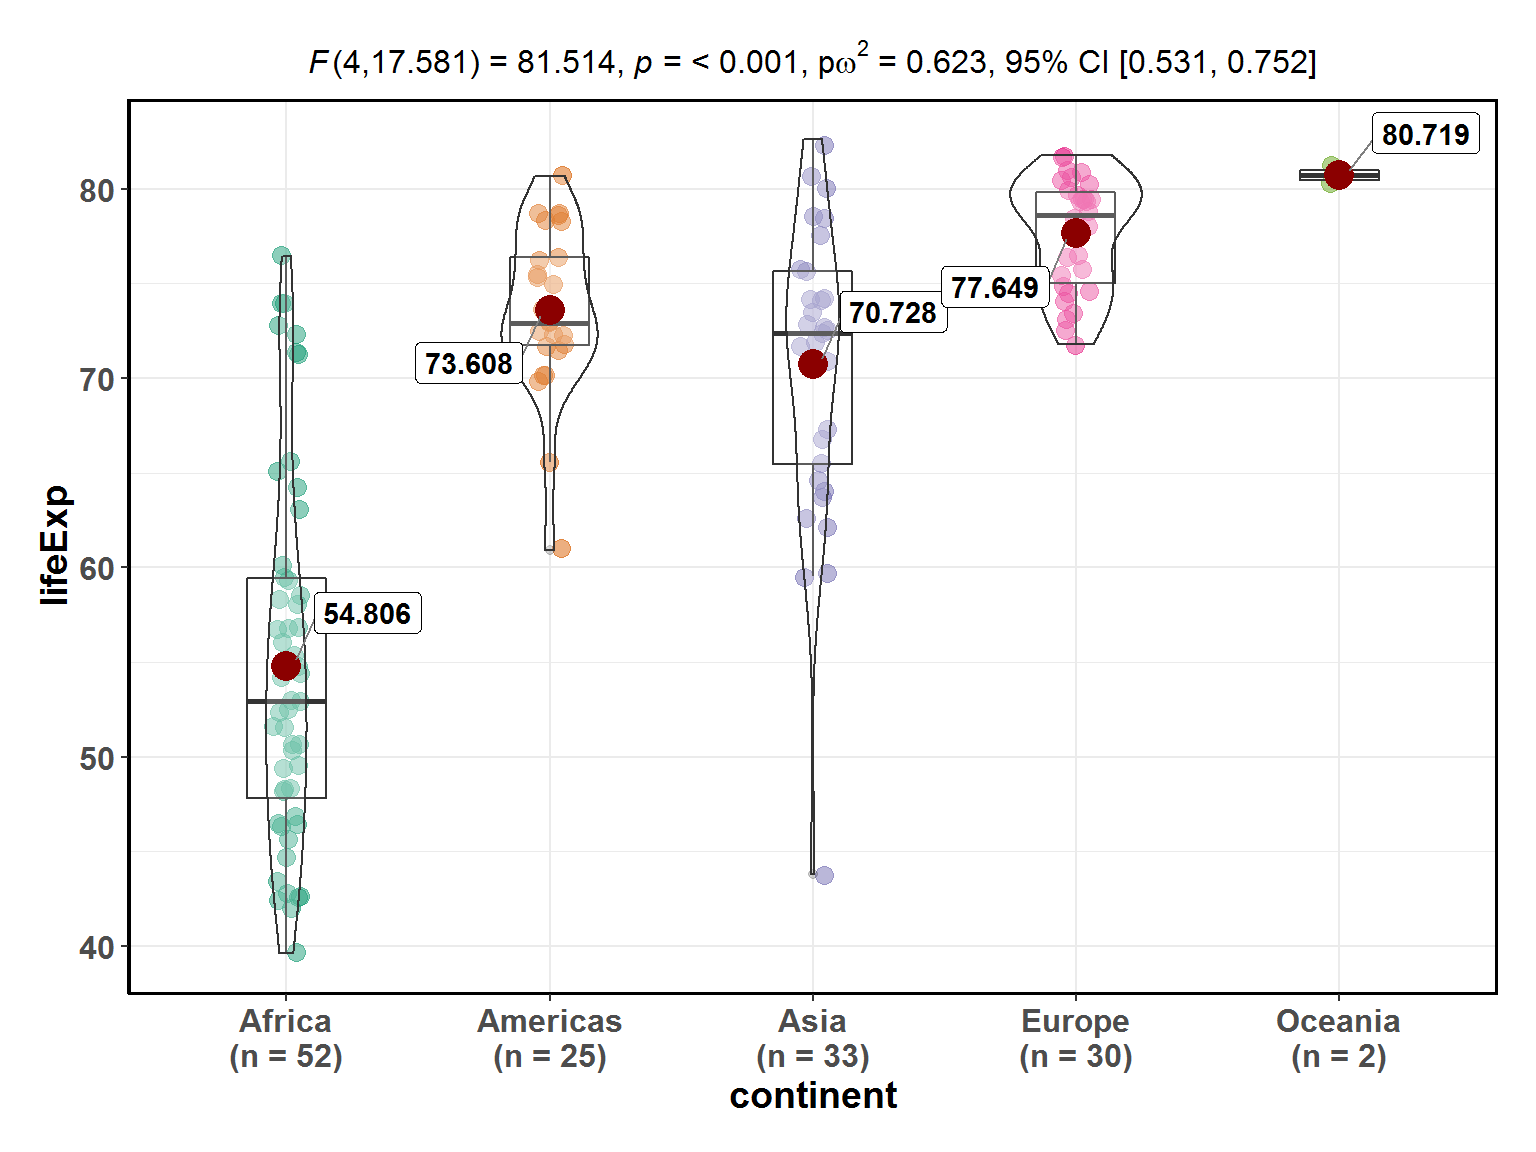 F(4,17.581) = 81.514, p = < 0.001, pω² = 0.623, 95% CI [0.531, 0.752]
80.719
80
77.649
70.728
73.608
70
lifeExp
60
54.806
50
40
Africa
(n = 52)
Americas
(n = 25)
Asia
(n = 33)
Europe
(n = 30)
Oceania
(n = 2)
continent